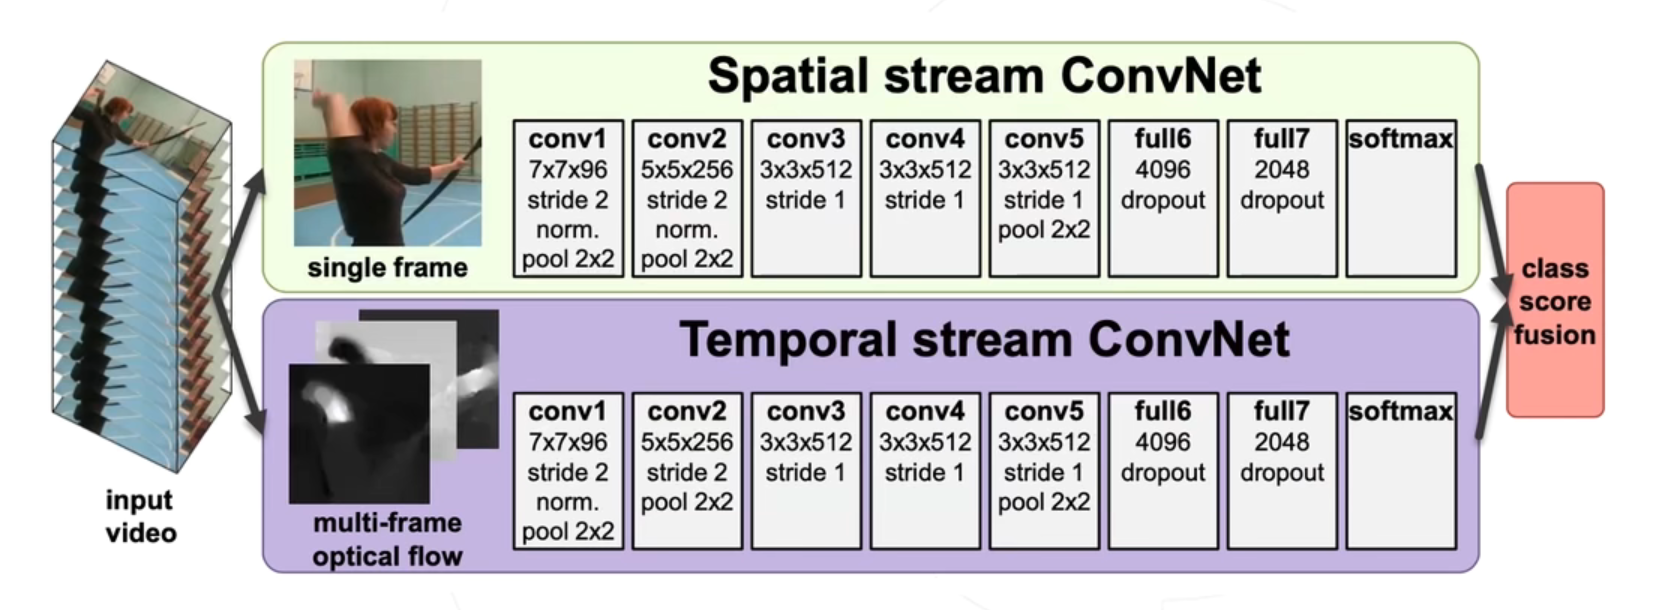 Spatial stream ConvNet
conv1
7x7x96
stride 2
norm.
pool 2x2
conv2
5x5x256
stride 2
norm.
pool 2x2
conv3
3x3x512
stride 1
conv4
3x3x512
stride 1
conv5
3x3x512
stride 1
pool 2x2
full6
4096
dropout
full7
2048
dropout
softmax
single frame
input
video
Temporal stream ConvNet
conv1
7x7x96
stride 2
norm.
pool 2x2
conv2
5x5x256
stride 2
pool 2x2
conv3
3x3x512
stride 1
conv4
3x3x512
stride 1
conv5
3x3x512
stride 1
pool 2x2
full6
4096
dropout
full7
2048
dropout
softmax
multi-frame
optical flow
class
score
fusion